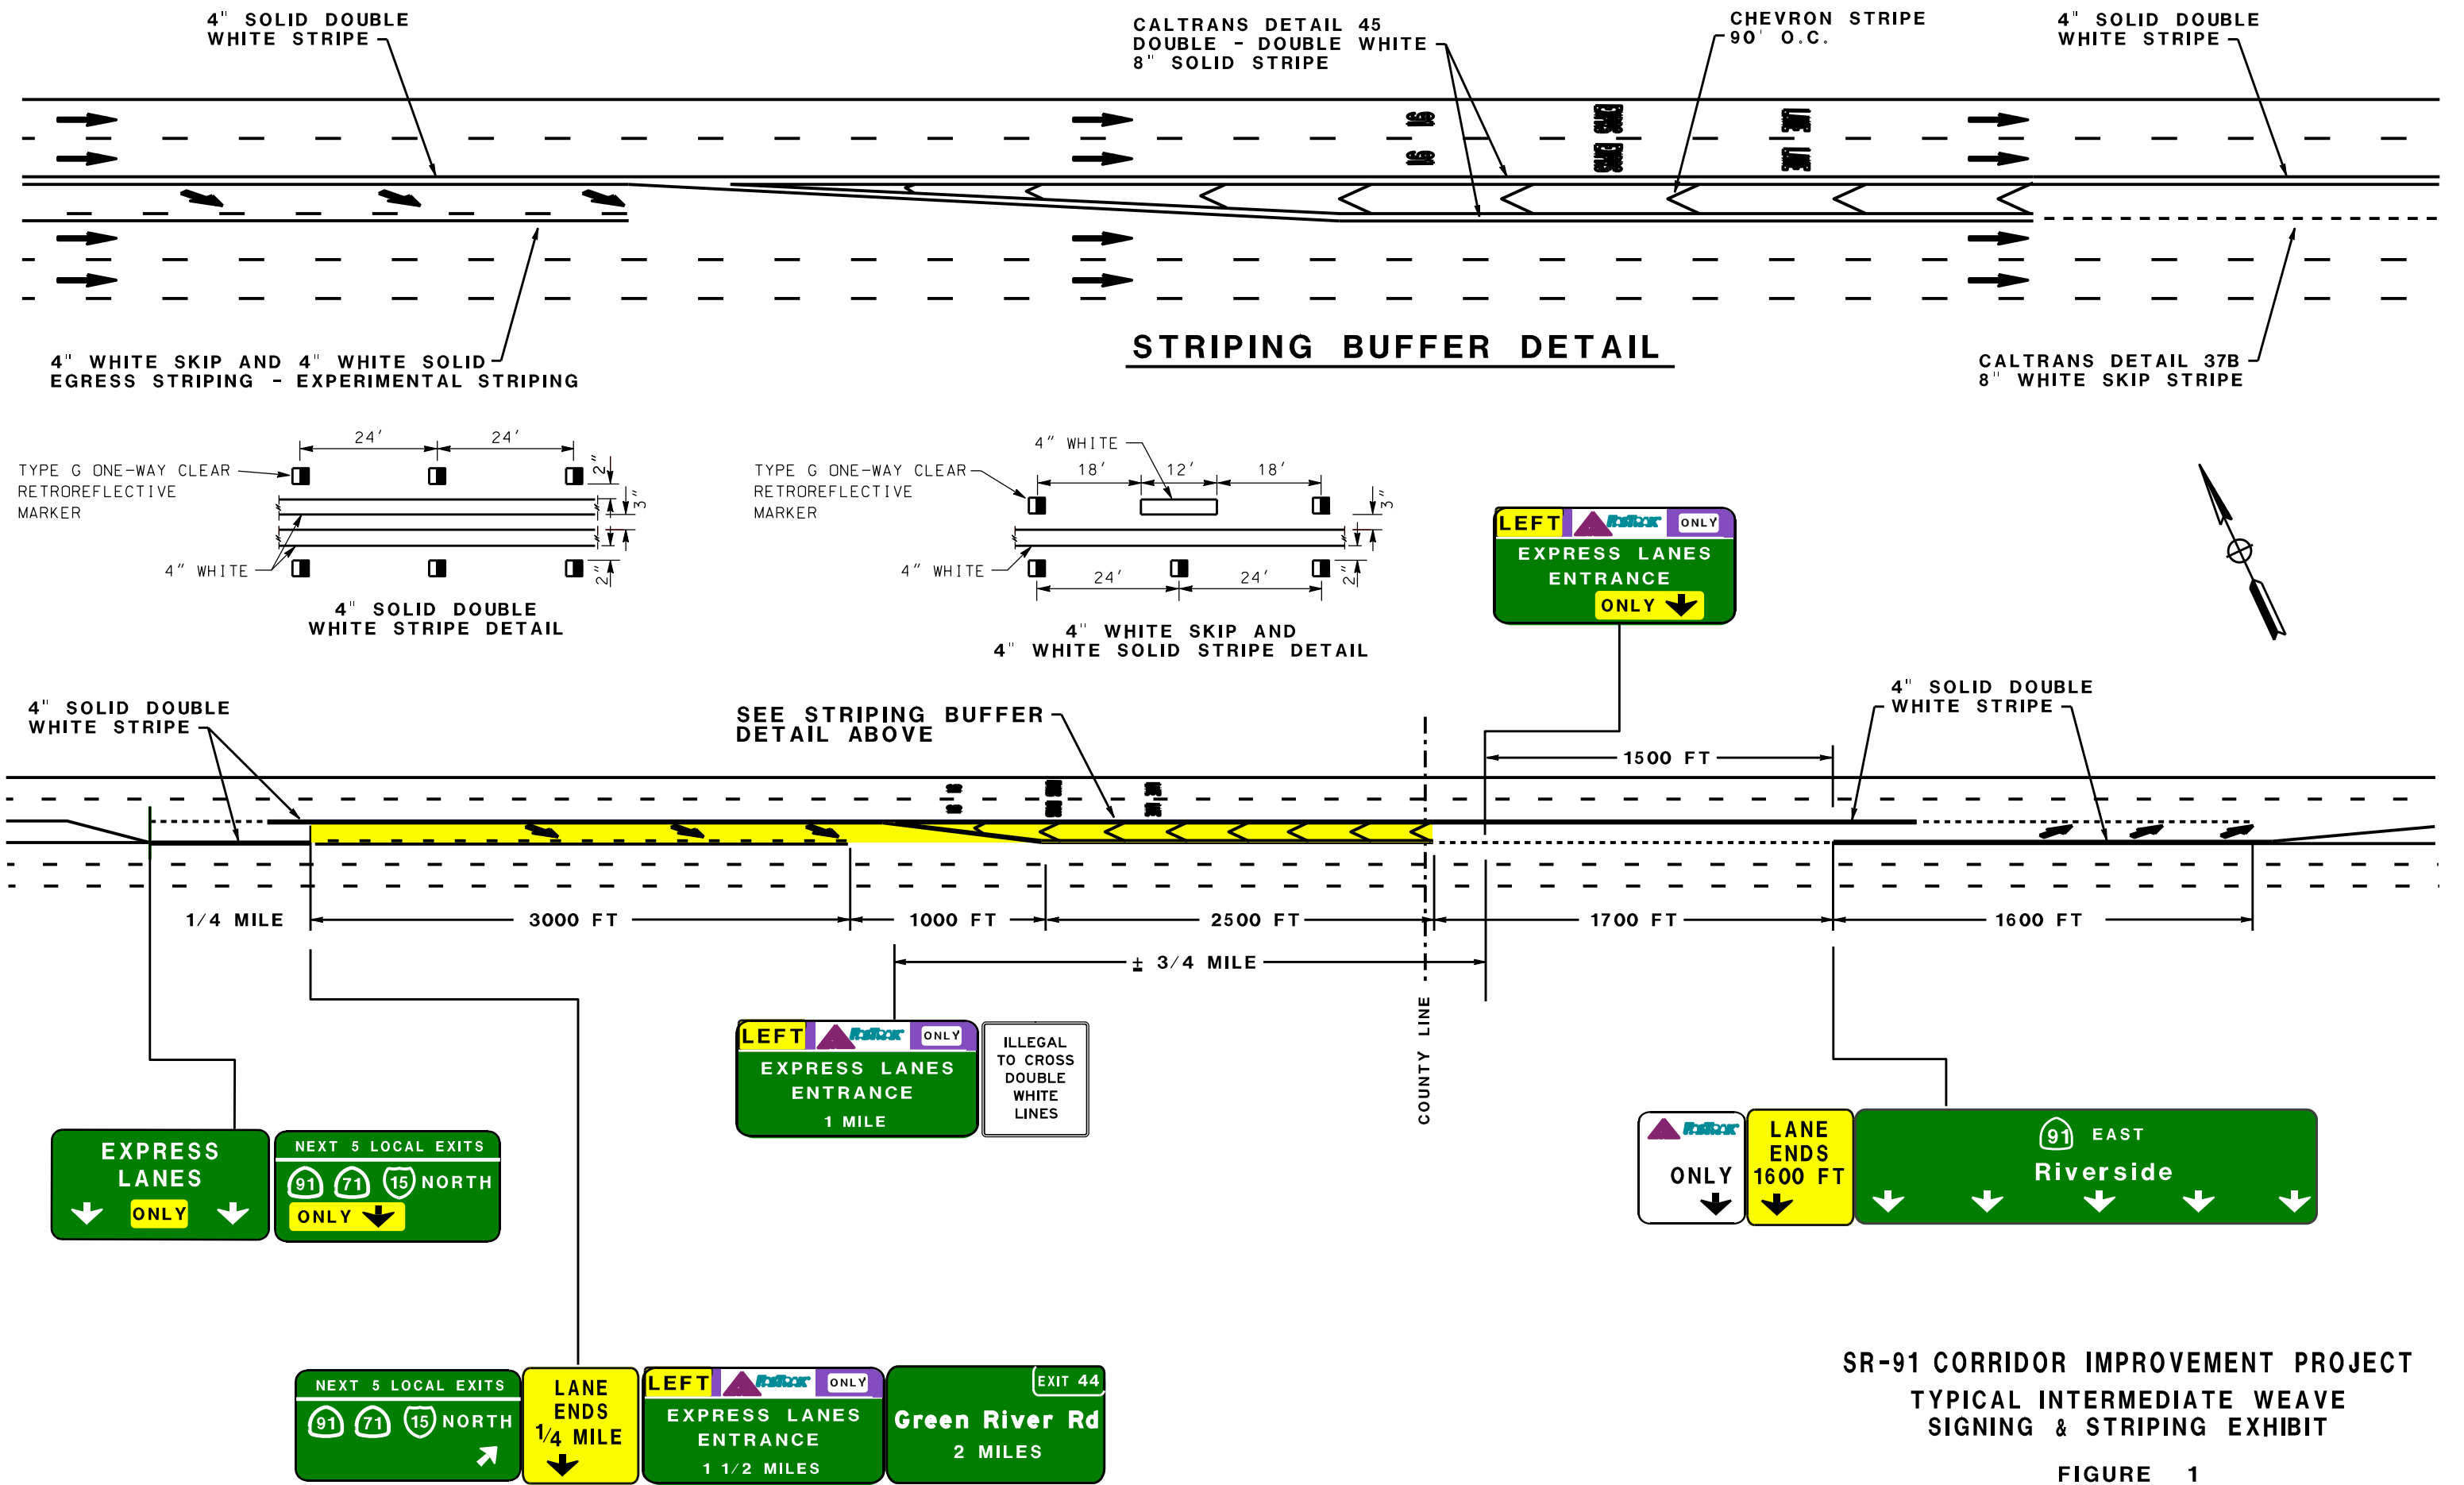 4" SOLID DOUBLE
WHITE STRIPE
CALTRANS DETAIL 45
DOUBLE - DOUBLE WHITE
8" SOLID STRIPE
CHEVRON STRIPE
90' O.C.
4" SOLID DOUBLE
WHITE STRIPE
91
91
4" WHITE SKIP AND 4" WHITE SOLID
EGRESS STRIPING - EXPERIMENTAL STRIPING
STRIPING BUFFER DETAIL
CALTRANS DETAIL 37B
8" WHITE SKIP STRIPE
24' 24'
TYPE G ONE-WAY CLEAR
RETROREFLECTIVE
MARKER
2"
3"
4" WHITE
2"
4" SOLID DOUBLE
WHITE STRIPE DETAIL
4" WHITE
18' 12' 18'
TYPE G ONE-WAY CLEAR
RETROREFLECTIVE
MARKER
3"
4" WHITE
24' 24'
2"
4" WHITE SKIP AND
4" WHITE SOLID STRIPE DETAIL
LEFT FasTrak ONLY
EXPRESS LANES
ENTRANCE
ONLY
4" SOLID DOUBLE
WHITE STRIPE
SEE STRIPING BUFFER
DETAIL ABOVE
4" SOLID DOUBLE
WHITE STRIPE
1500 FT
1/4 MILE 3000 FT 1000 FT 2500 FT 1700 FT 1600 FT
± 3/4 MILE
COUNTY LINE
LEFT FasTrak ONLY
EXPRESS LANES
ENTRANCE
1 MILE
ILLEGAL
TO CROSS
DOUBLE
WHITE
LINES
EXPRESS
LANES
ONLY
NEXT 5 LOCAL EXITS
91 71 15 NORTH
ONLY
FasTrak
ONLY
LANE
ENDS
1600 FT
91 EAST
Riverside
NEXT 5 LOCAL EXITS
91 71 15 NORTH
LANE
ENDS
1/4 MILE
LEFT FasTrak ONLY
EXPRESS LANES
ENTRANCE
1 1/2 MILES
EXIT 44
Green River Rd
2 MILES
SR-91 CORRIDOR IMPROVEMENT PROJECT
TYPICAL INTERMEDIATE WEAVE
SIGNING & STRIPING EXHIBIT
FIGURE 1